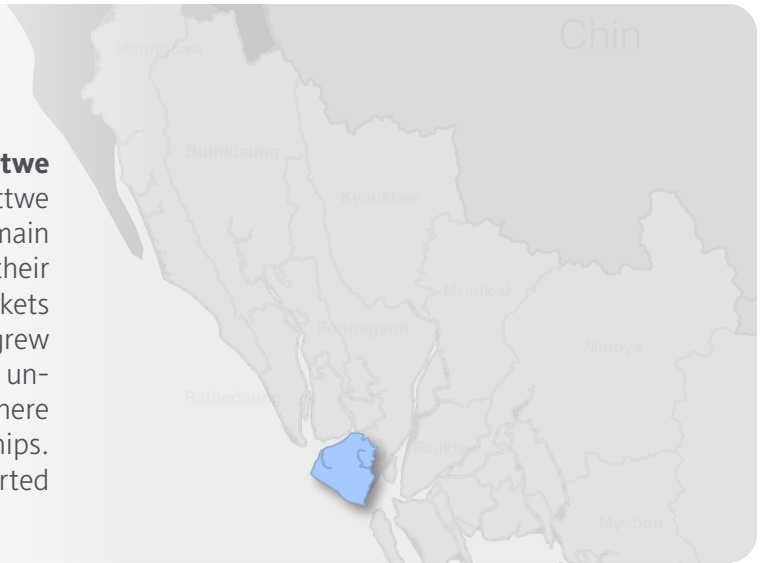 Chin
Maungdaw
Buthidaung
Kyauktaw
Mrauk-U
Ponnagyun
Minbya
Rathedaung
Pauktaw
Myebon
twe
ttwe
main
their
kets
grew
un-
here
hips.
rted